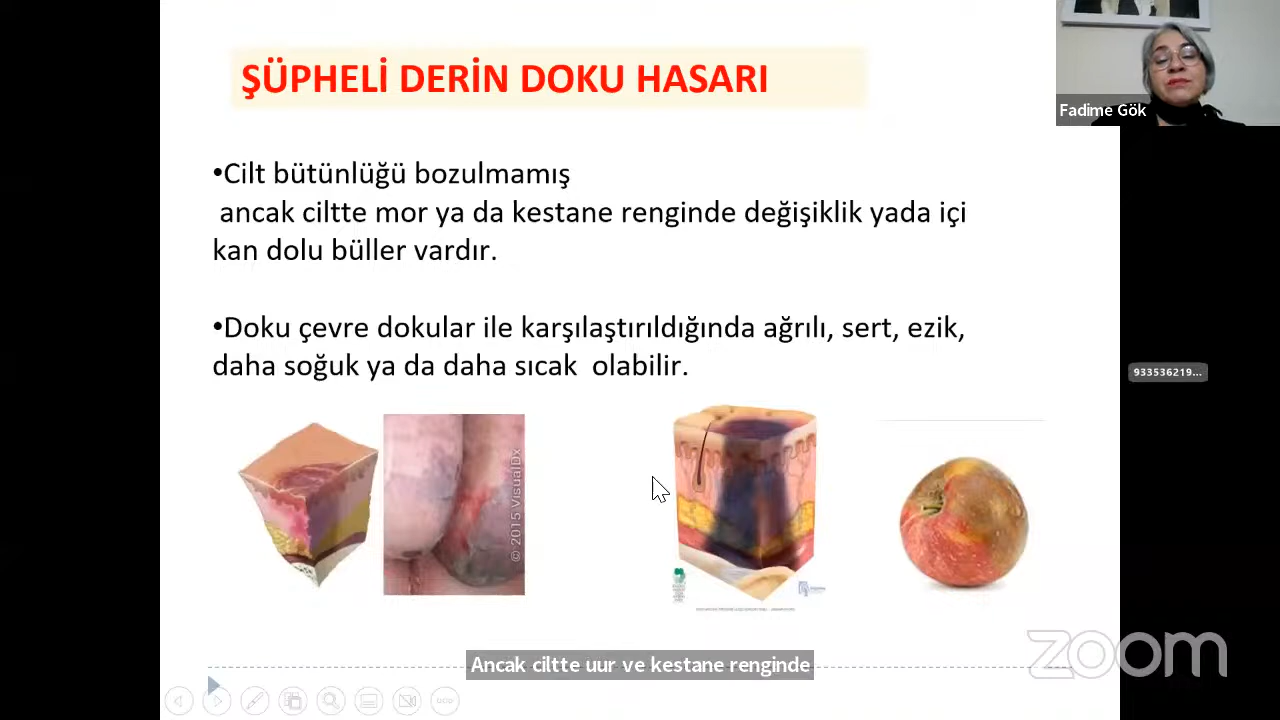 ŞÜPHELİ DERİN DOKU HASARI
Fadime Gök
•Cilt bütünlüğü bozulmamış
ancak ciltte mor ya da kestane renginde değişiklik yada içi
kan dolu büller vardır.
•Doku çevre dokular ile karşılaştırıldığında ağrılı, sert, ezik,
daha soğuk ya da daha sıcak olabilir.
933536219...
© 2015 VisualDx
zoom
Ancak ciltte uur ve kestane renginde